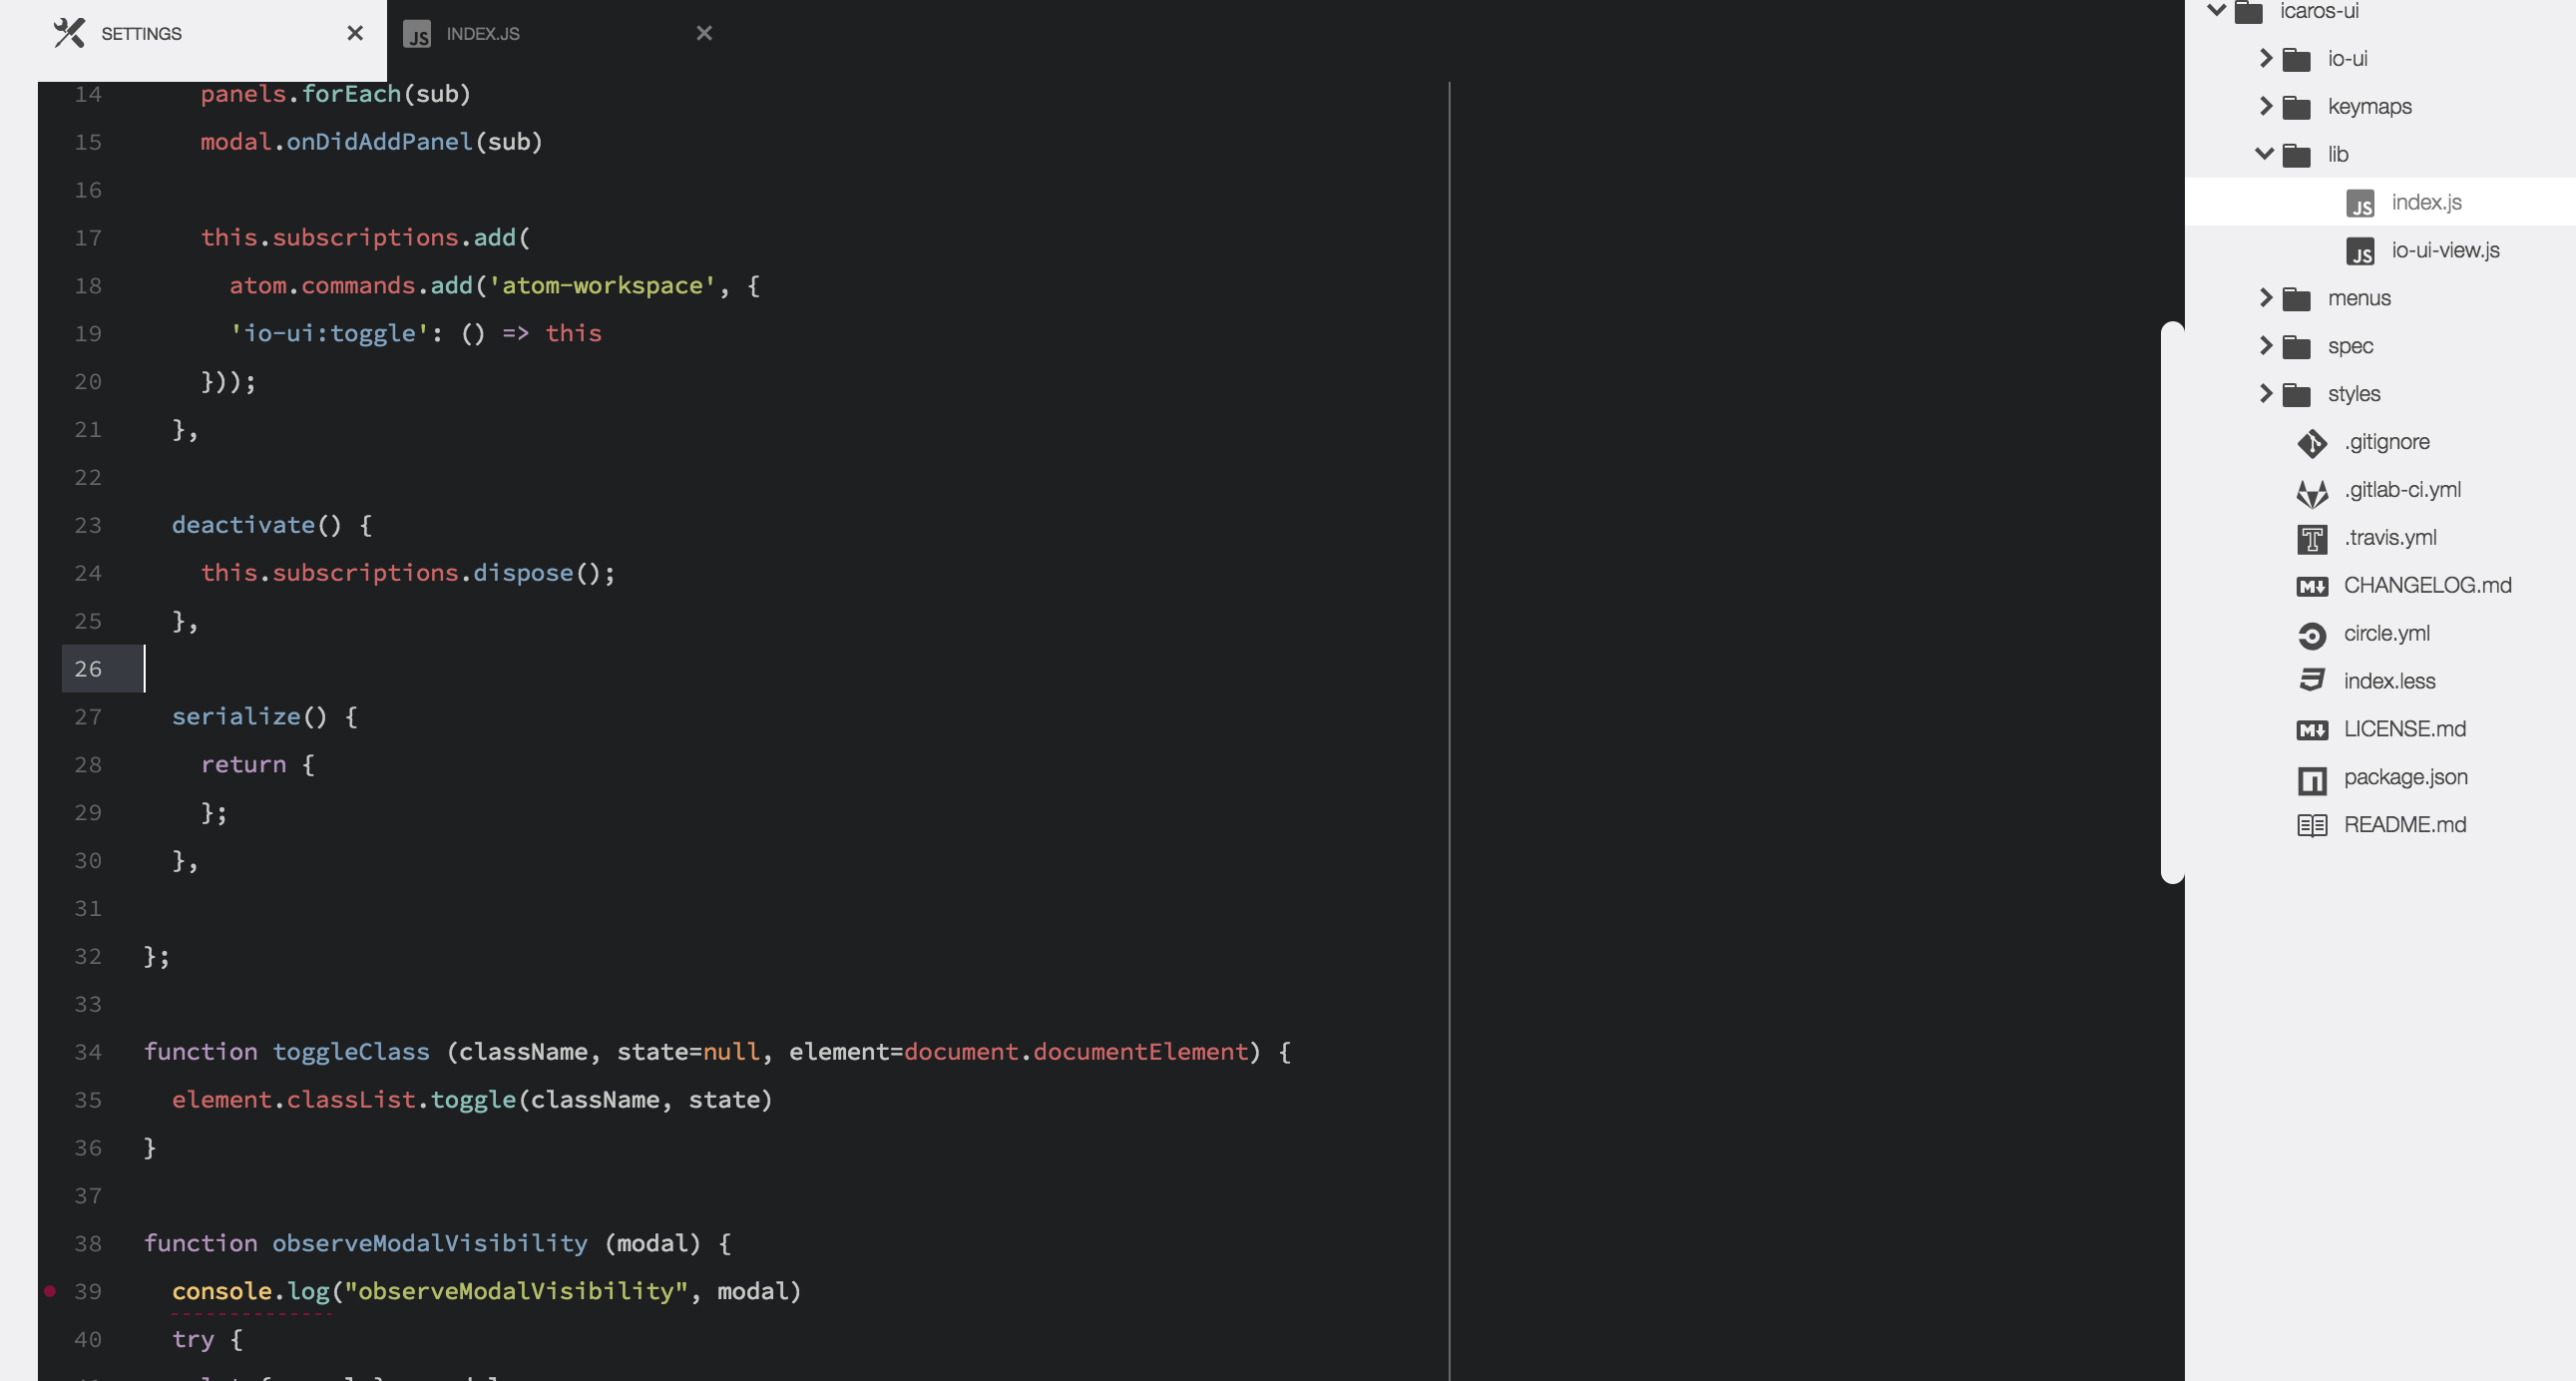 SETTINGS
INDEX.JS
14 panels.forEach(sub)
15 modal.onDidAddPanel(sub)
16
17 this.subscriptions.add(
18 atom.commands.add('atom-workspace', {
19 'io-ui:toggle': () => this
20 }));
21 },
22
23 deactivate() {
24 this.subscriptions.dispose();
25 },
26
27 serialize() {
28 return {
29 };
30 },
31
32 };
33
34 function toggleClass (className, state=null, element=document.documentElement) {
35 element.classList.toggle(className, state)
36 }
37
38 function observeModalVisibility (modal) {
39 console.log("observeModalVisibility", modal)
40 try {
icaros-ui
io-ui
keymaps
lib
JS index.js
JS io-ui-view.js
menus
spec
styles
.gitignore
.gitlab-ci.yml
.travis.yml
CHANGELOG.md
circle.yml
index.less
LICENSE.md
package.json
README.md